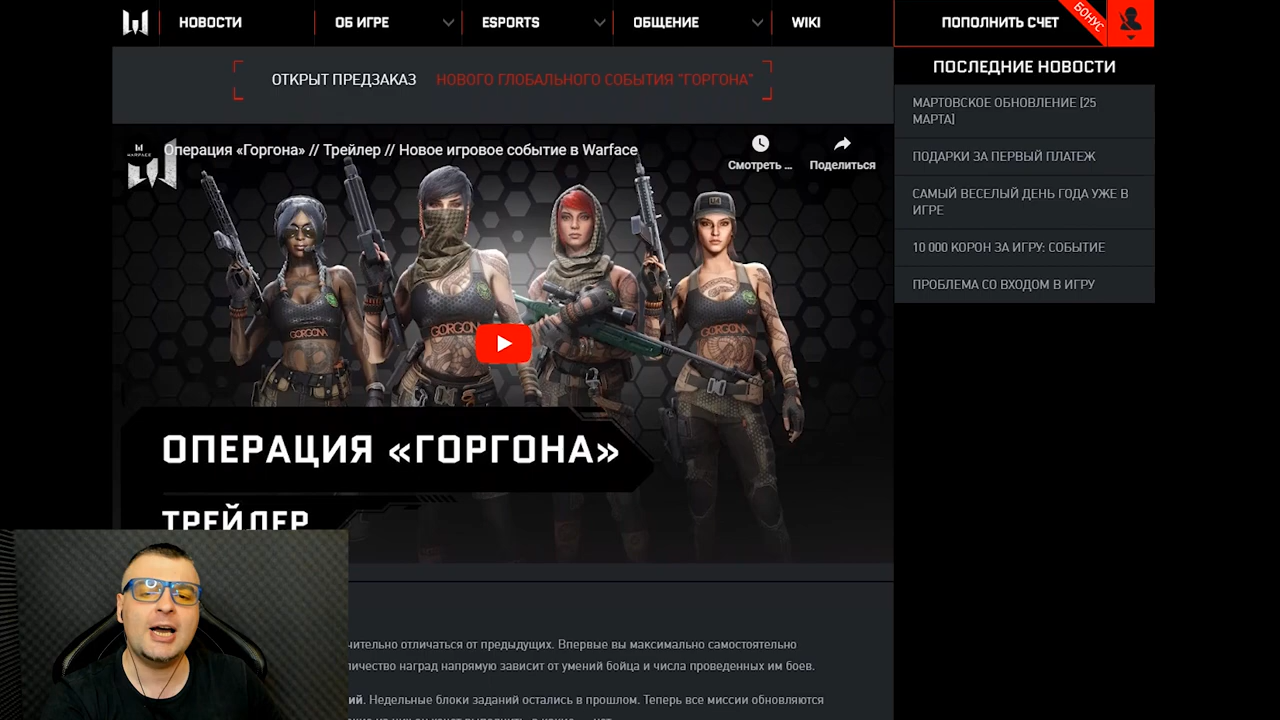 НОВОСТИ
ОБ ИГРЕ
ESPORTS
ОБЩЕНИЕ
WIKI
ПОПОЛНИТЬ СЧЕТ
БОНУС
ОТКРЫТ ПРЕДЗАКАЗ НОВОГО ГЛОБАЛЬНОГО СОБЫТИЯ "ГОРГОНА"
ПОСЛЕДНИЕ НОВОСТИ
МАРТОВСКОЕ ОБНОВЛЕНИЕ [25
МАРТА]
ПОДАРКИ ЗА ПЕРВЫЙ ПЛАТЕЖ
САМЫЙ ВЕСЕЛЫЙ ДЕНЬ ГОДА УЖЕ В
ИГРЕ
10 000 КОРОН ЗА ИГРУ: СОБЫТИЕ
ПРОБЛЕМА СО ВХОДОМ В ИГРУ
WARFACE
Операция «Горгона» // Трейлер // Новое игровое событие в Warface
Смотреть ...
Поделиться
GORGONA
GORGON
GORGONA
ОПЕРАЦИЯ «ГОРГОНА»
ТРЕЙЛЕР
чительно отличаться от предыдущих. Впервые вы максимально самостоятельно
личество наград напрямую зависит от умений бойца и числа проведенных им боев.
ий. Недельные блоки заданий остались в прошлом. Теперь все миссии обновляются